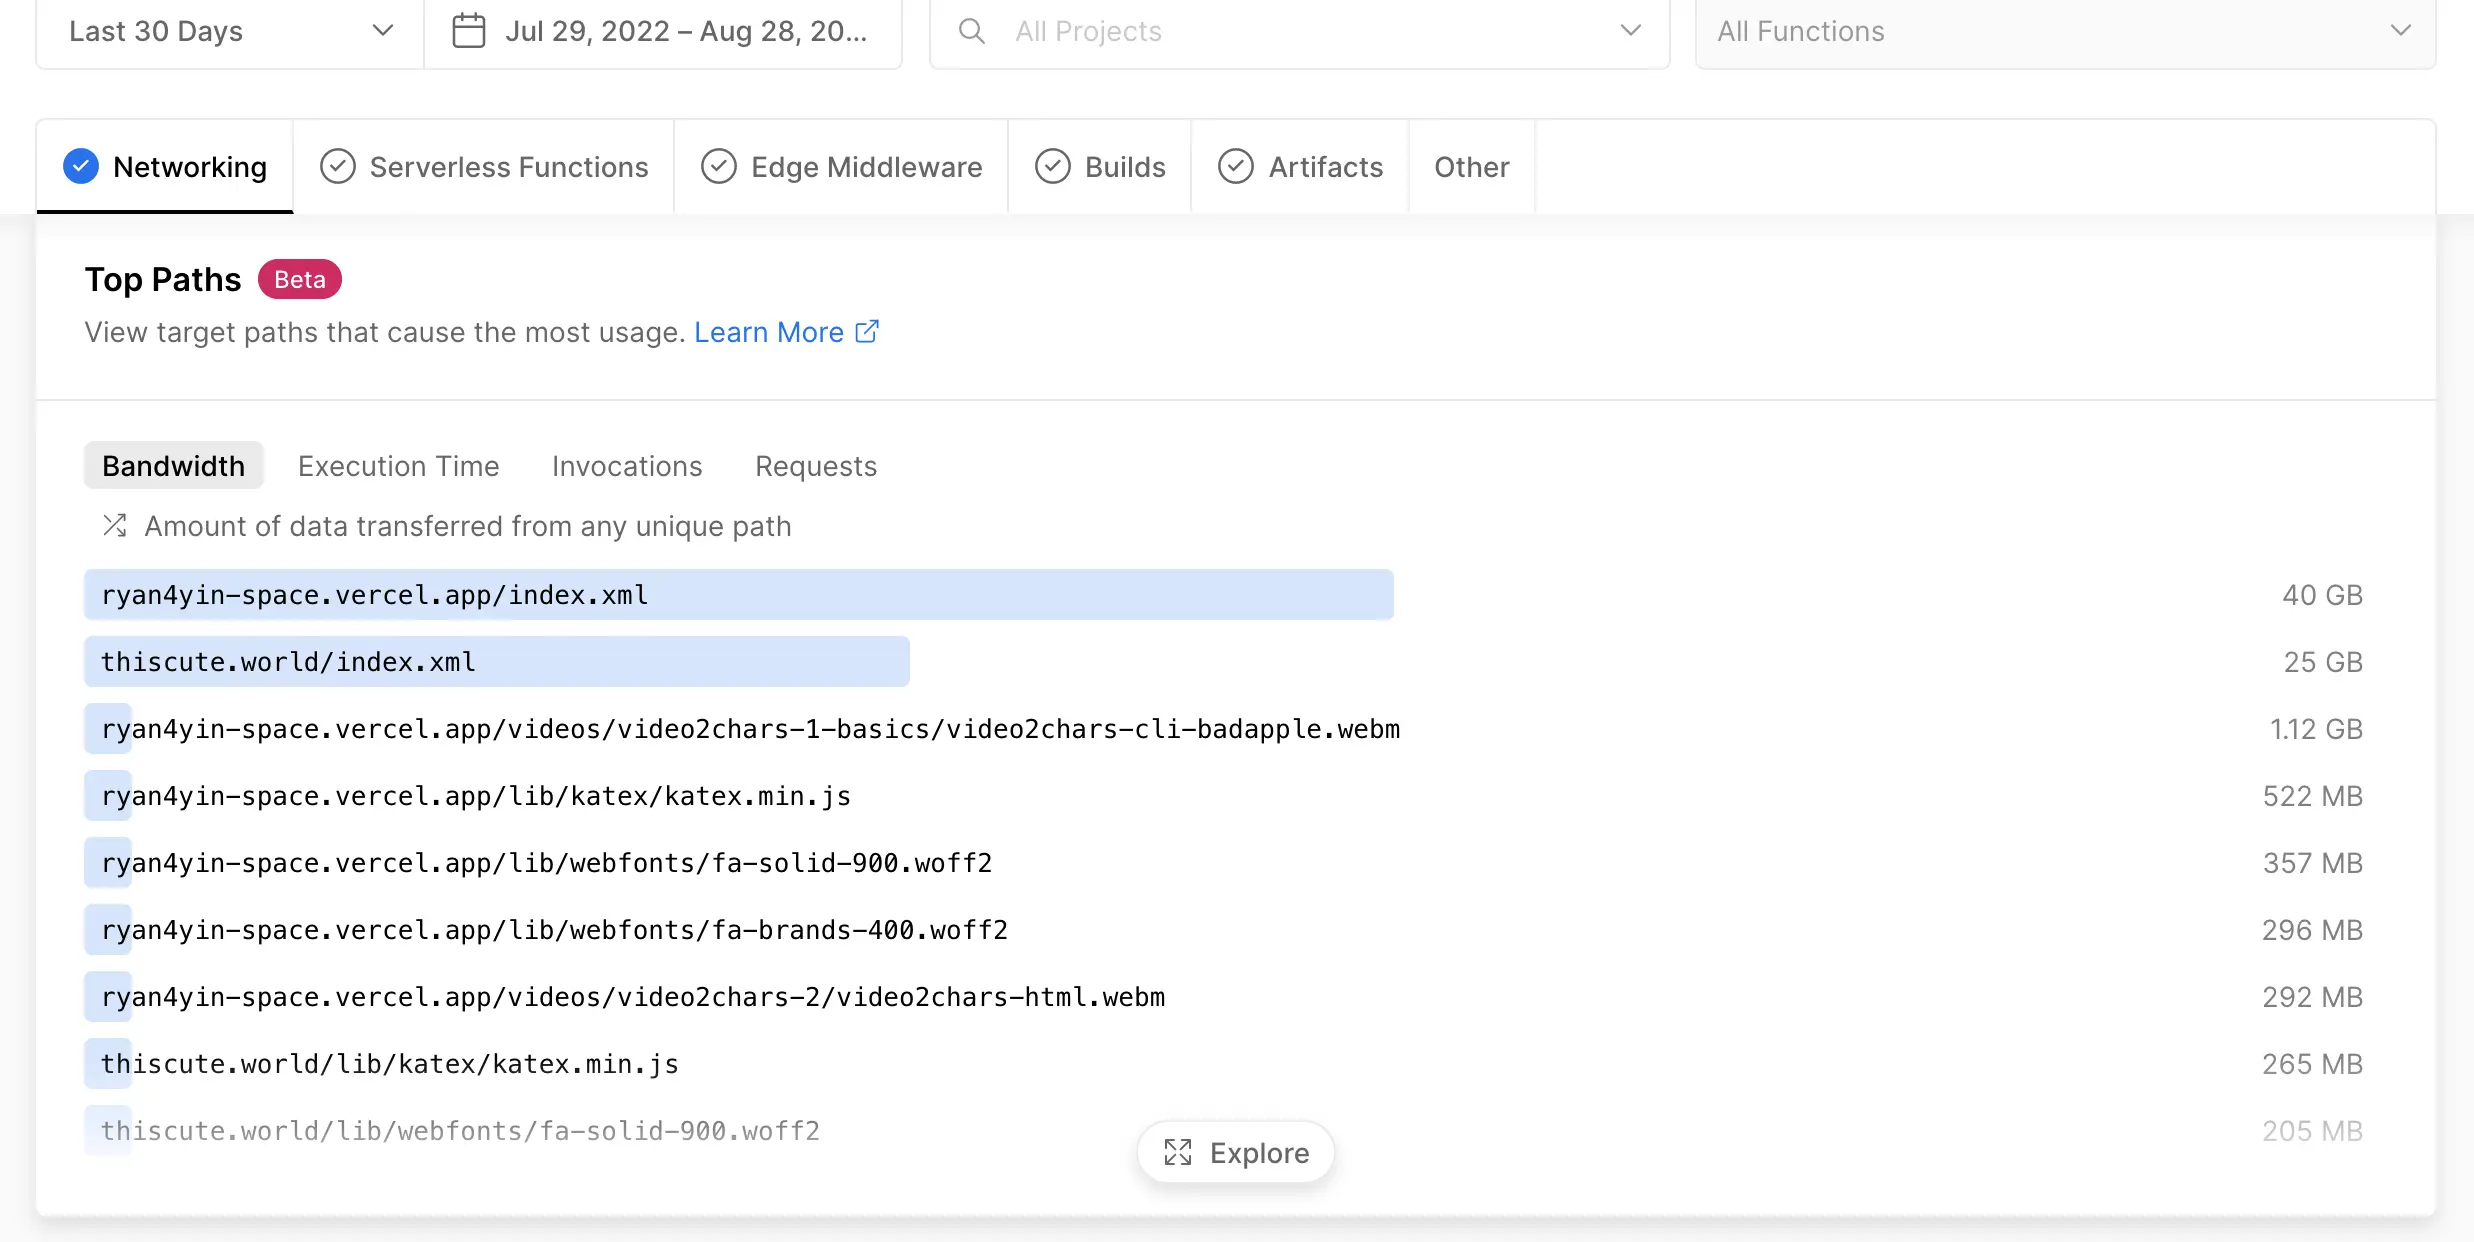 Last 30 Days
Jul 29, 2022 – Aug 28, 20...
All Projects
All Functions
Networking
Serverless Functions
Edge Middleware
Builds
Artifacts
Other
Top Paths Beta
View target paths that cause the most usage. Learn More
Bandwidth
Execution Time
Invocations
Requests
Amount of data transferred from any unique path
ryan4yin-space.vercel.app/index.xml 40 GB
thiscute.world/index.xml 25 GB
ryan4yin-space.vercel.app/videos/video2chars-1-basics/video2chars-cli-badapple.webm 1.12 GB
ryan4yin-space.vercel.app/lib/katex/katex.min.js 522 MB
ryan4yin-space.vercel.app/lib/webfonts/fa-solid-900.woff2 357 MB
ryan4yin-space.vercel.app/lib/webfonts/fa-brands-400.woff2 296 MB
ryan4yin-space.vercel.app/videos/video2chars-2/video2chars-html.webm 292 MB
thiscute.world/lib/katex/katex.min.js 265 MB
thiscute.world/lib/webfonts/fa-solid-900.woff2 205 MB
Explore